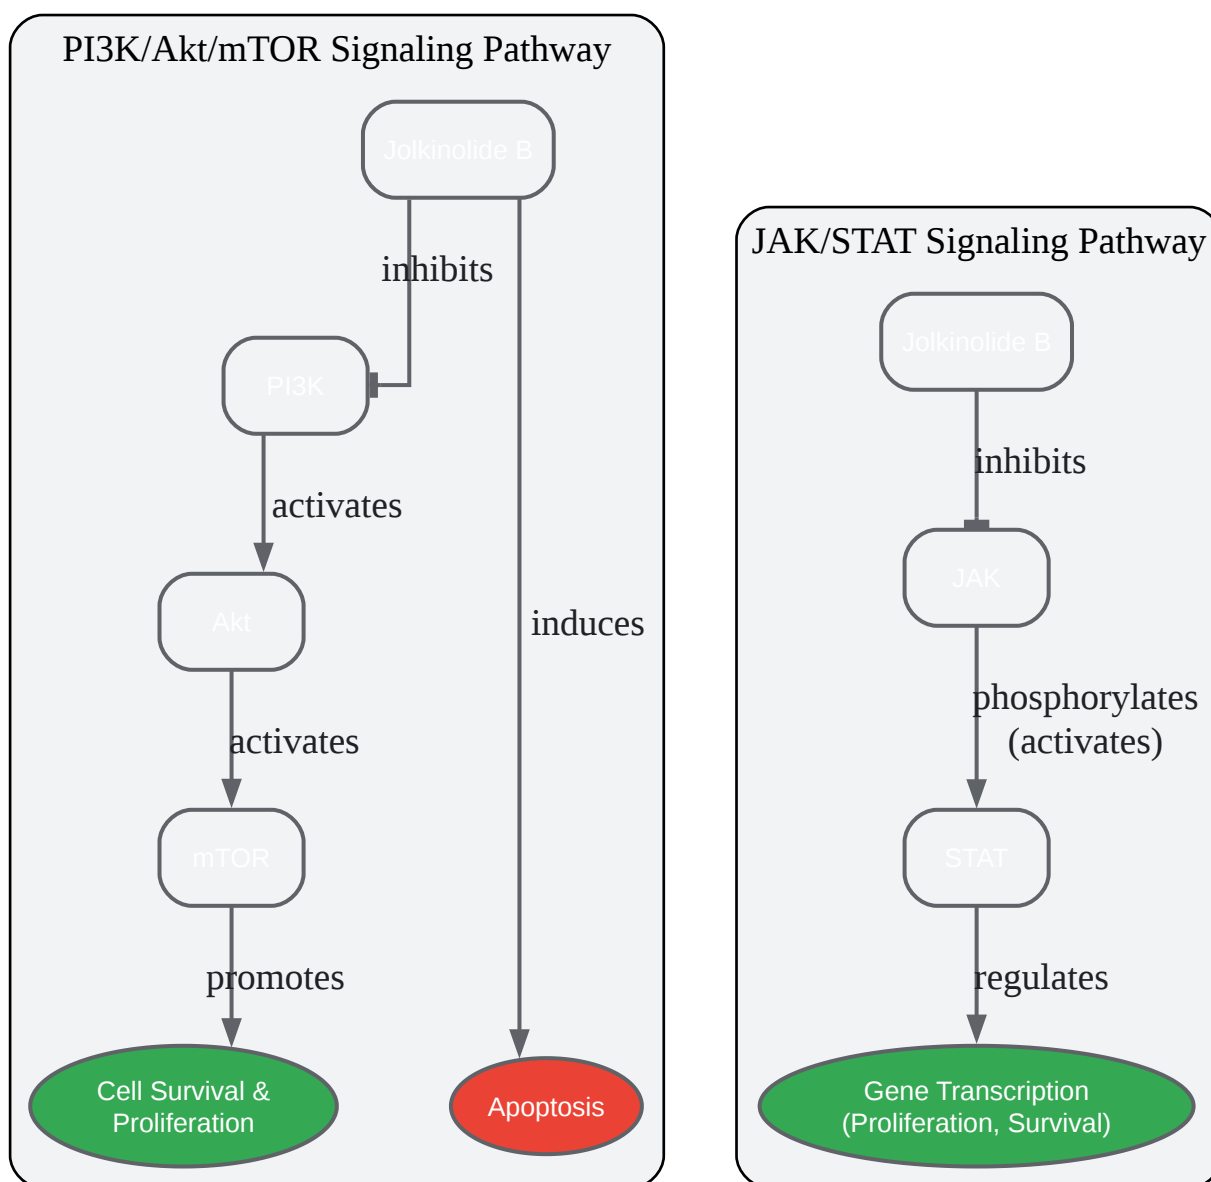 PI3K/Akt/mTOR Signaling Pathway
Jolkinolide B
inhibits
PI3K
activates
Akt
induces
activates
mTOR
promotes
Cell Survival &
Proliferation
Apoptosis
JAK/STAT Signaling Pathway
Jolkinolide B
inhibits
JAK
phosphorylates
(activates)
STAT
regulates
Gene Transcription
(Proliferation, Survival)